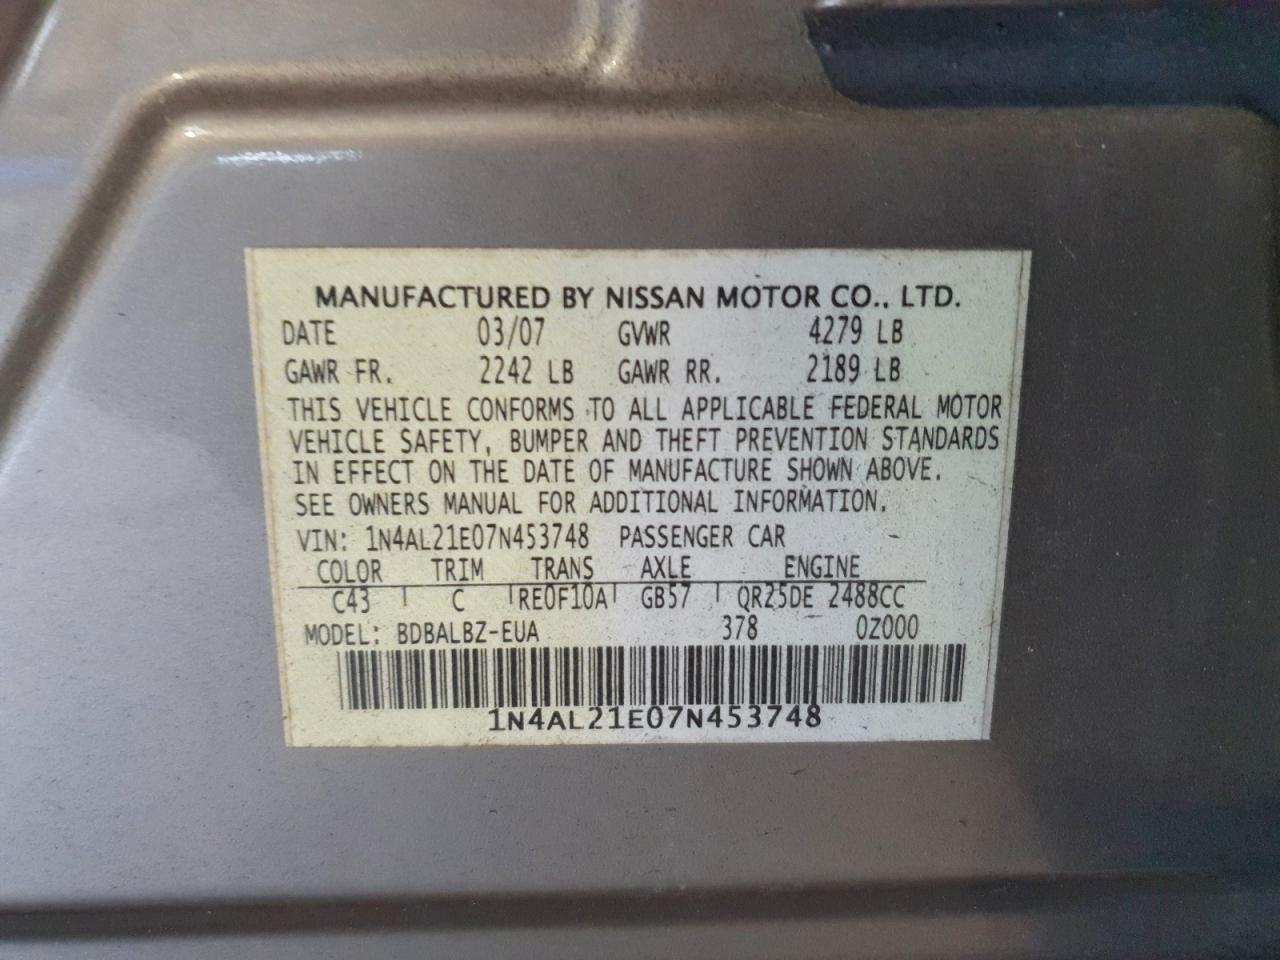 MANUFACTURED BY NISSAN MOTOR CO., LTD.
DATE 03/07 GVWR 4279 LB
GAWR FR. 2242 LB GAWR RR. 2189 LB
THIS VEHICLE CONFORMS TO ALL APPLICABLE FEDERAL MOTOR
VEHICLE SAFETY, BUMPER AND THEFT PREVENTION STANDARDS
IN EFFECT ON THE DATE OF MANUFACTURE SHOWN ABOVE.
SEE OWNERS MANUAL FOR ADDITIONAL INFORMATION.
VIN: 1N4AL21E07N453748 PASSENGER CAR
COLOR TRIM TRANS AXLE ENGINE
C43 C RE0F10A GB57 QR25DE 2488CC
MODEL: BDBALBZ-EUA 378 0Z000
1N4AL21E07N453748